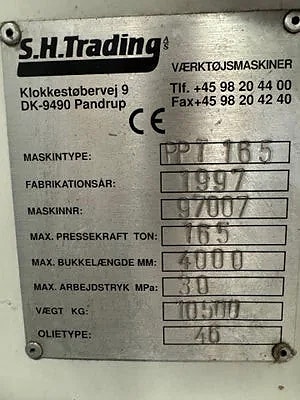 S.H.Trading A/S
VÆRKTØJSMASKINER
Klokkestøbervej 9
DK-9490 Pandrup
Tlf. +45 98 20 44 00
Fax+45 98 20 42 40
CE
MASKINTYPE: PPT 165
FABRIKATIONSÅR: 1997
MASKINNR: 97007
MAX. PRESSEKRAFT TON: 165
MAX. BUKKELÆNGDE MM: 4000
MAX. ARBEJDSTRYK MPa: 30
VÆGT KG: 10500
OLIETYPE: 46